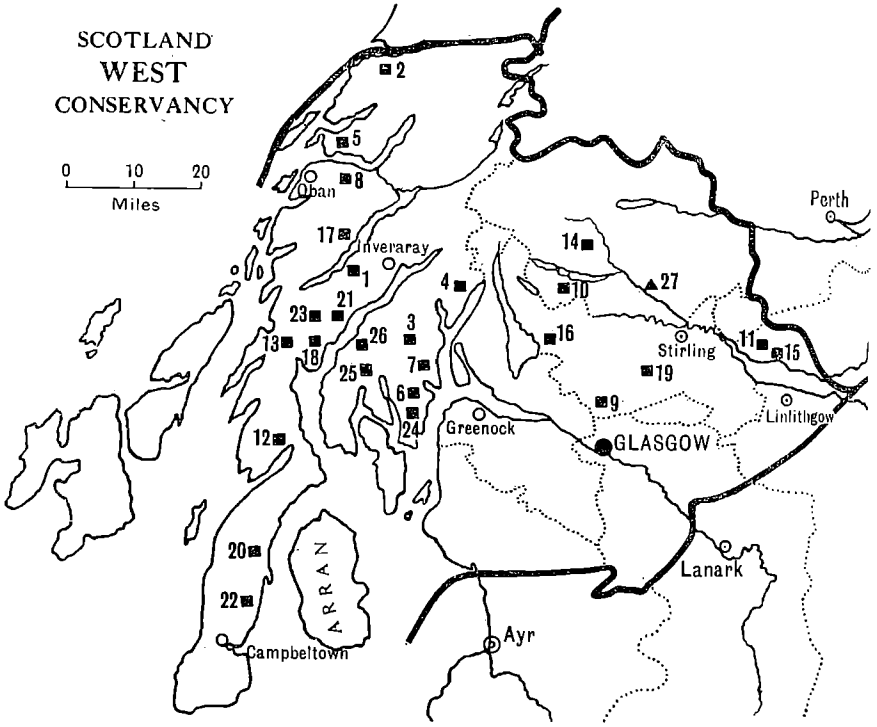 SCOTLAND
WEST
CONSERVANCY
0 10 20
Miles
2
5
Oban
8
Perth
17
Inveraray
14
1
4
10
27
23
21
3
26
16
Stirling
11
15
13
18
25
7
19
6
9
Linlithgow
24
Greenock
12
GLASGOW
20
ARRAN
Lanark
22
Campbeltown
Ayr